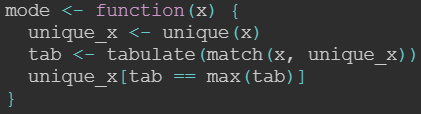 mode <- function(x) {
  unique_x <- unique(x)
  tab <- tabulate(match(x, unique_x))
  unique_x[tab == max(tab)]
}